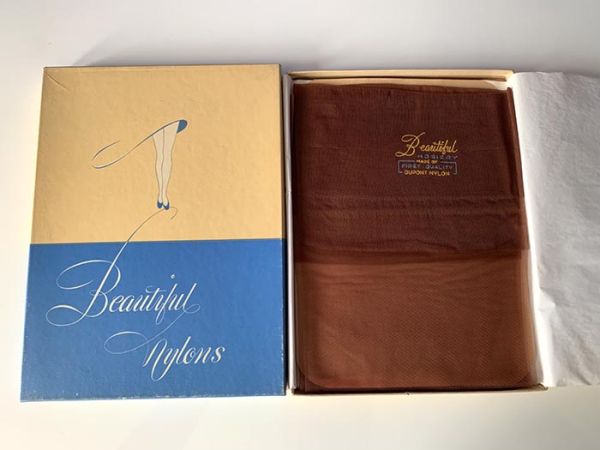 Beautiful
nylons
Beautiful
HOSIERY
MADE OF
FIRST QUALITY
DUPONT NYLON